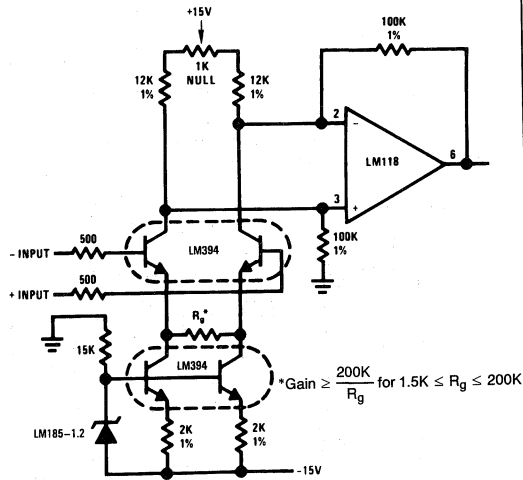 +15V
1K
NULL
12K
1%
12K
1%
100K
1%
2
−
LM118
6
3
+
100K
1%
− INPUT
500
LM394
+ INPUT
500
Rg*
15K
LM394
*Gain ≥ 200K / Rg for 1.5K ≤ Rg ≤ 200K
LM185–1.2
2K
1%
2K
1%
−15V